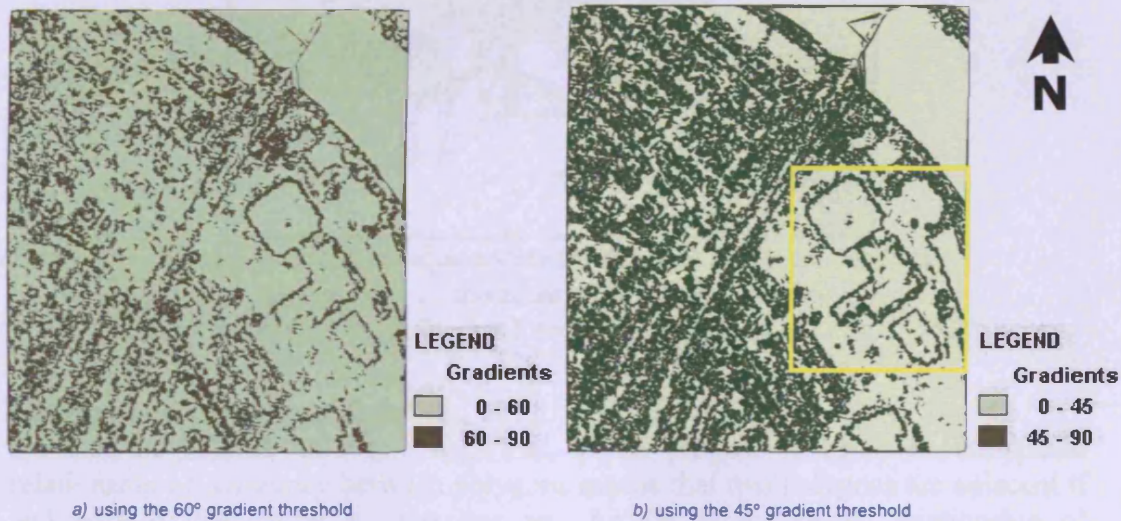 N
LEGEND
Gradients
0 - 60
60 - 90
LEGEND
Gradients
0 - 45
45 - 90
a) using the 60° gradient threshold
b) using the 45° gradient threshold